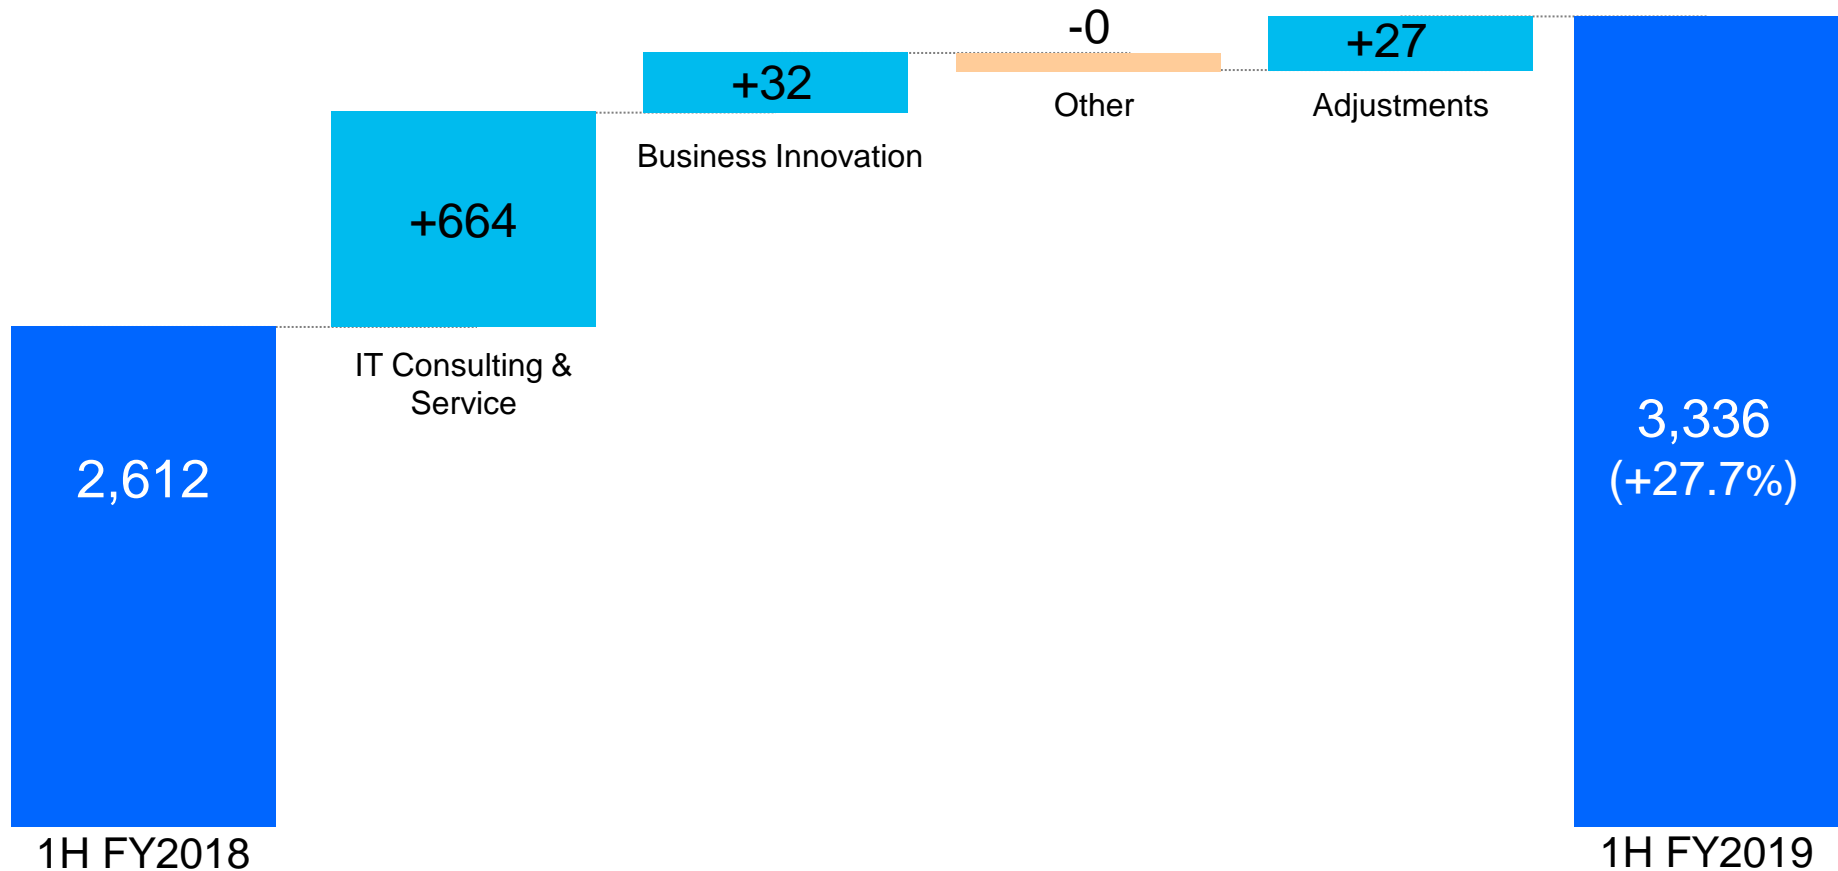 2,612
1H FY2018
+664
IT Consulting &
Service
+32
Business Innovation
-0
Other
+27
Adjustments
3,336
(+27.7%)
1H FY2019